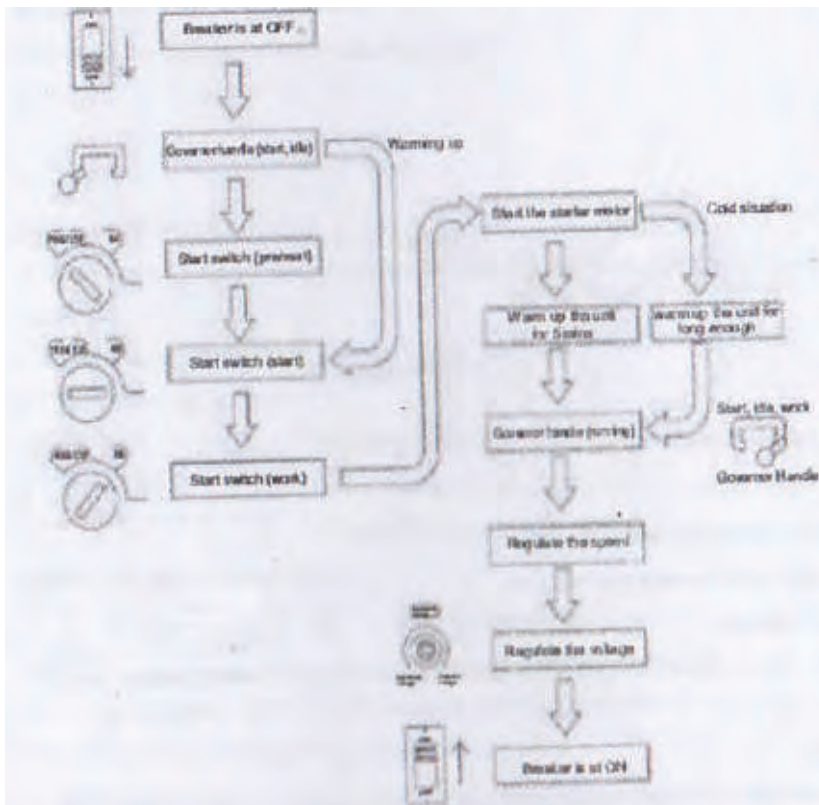 Breaker is at OFF
Governor handle (start, idle)
Warming up
Start switch (preheat)
Start switch (start)
Start switch (work)
Start the starter motor
Cold situation
Warm up the unit
for 5mins
warm up the unit for
long enough
Governor handle (running)
Start, idle, work
Governor Handle
Regulate the speed
Regulate the voltage
Breaker is at ON